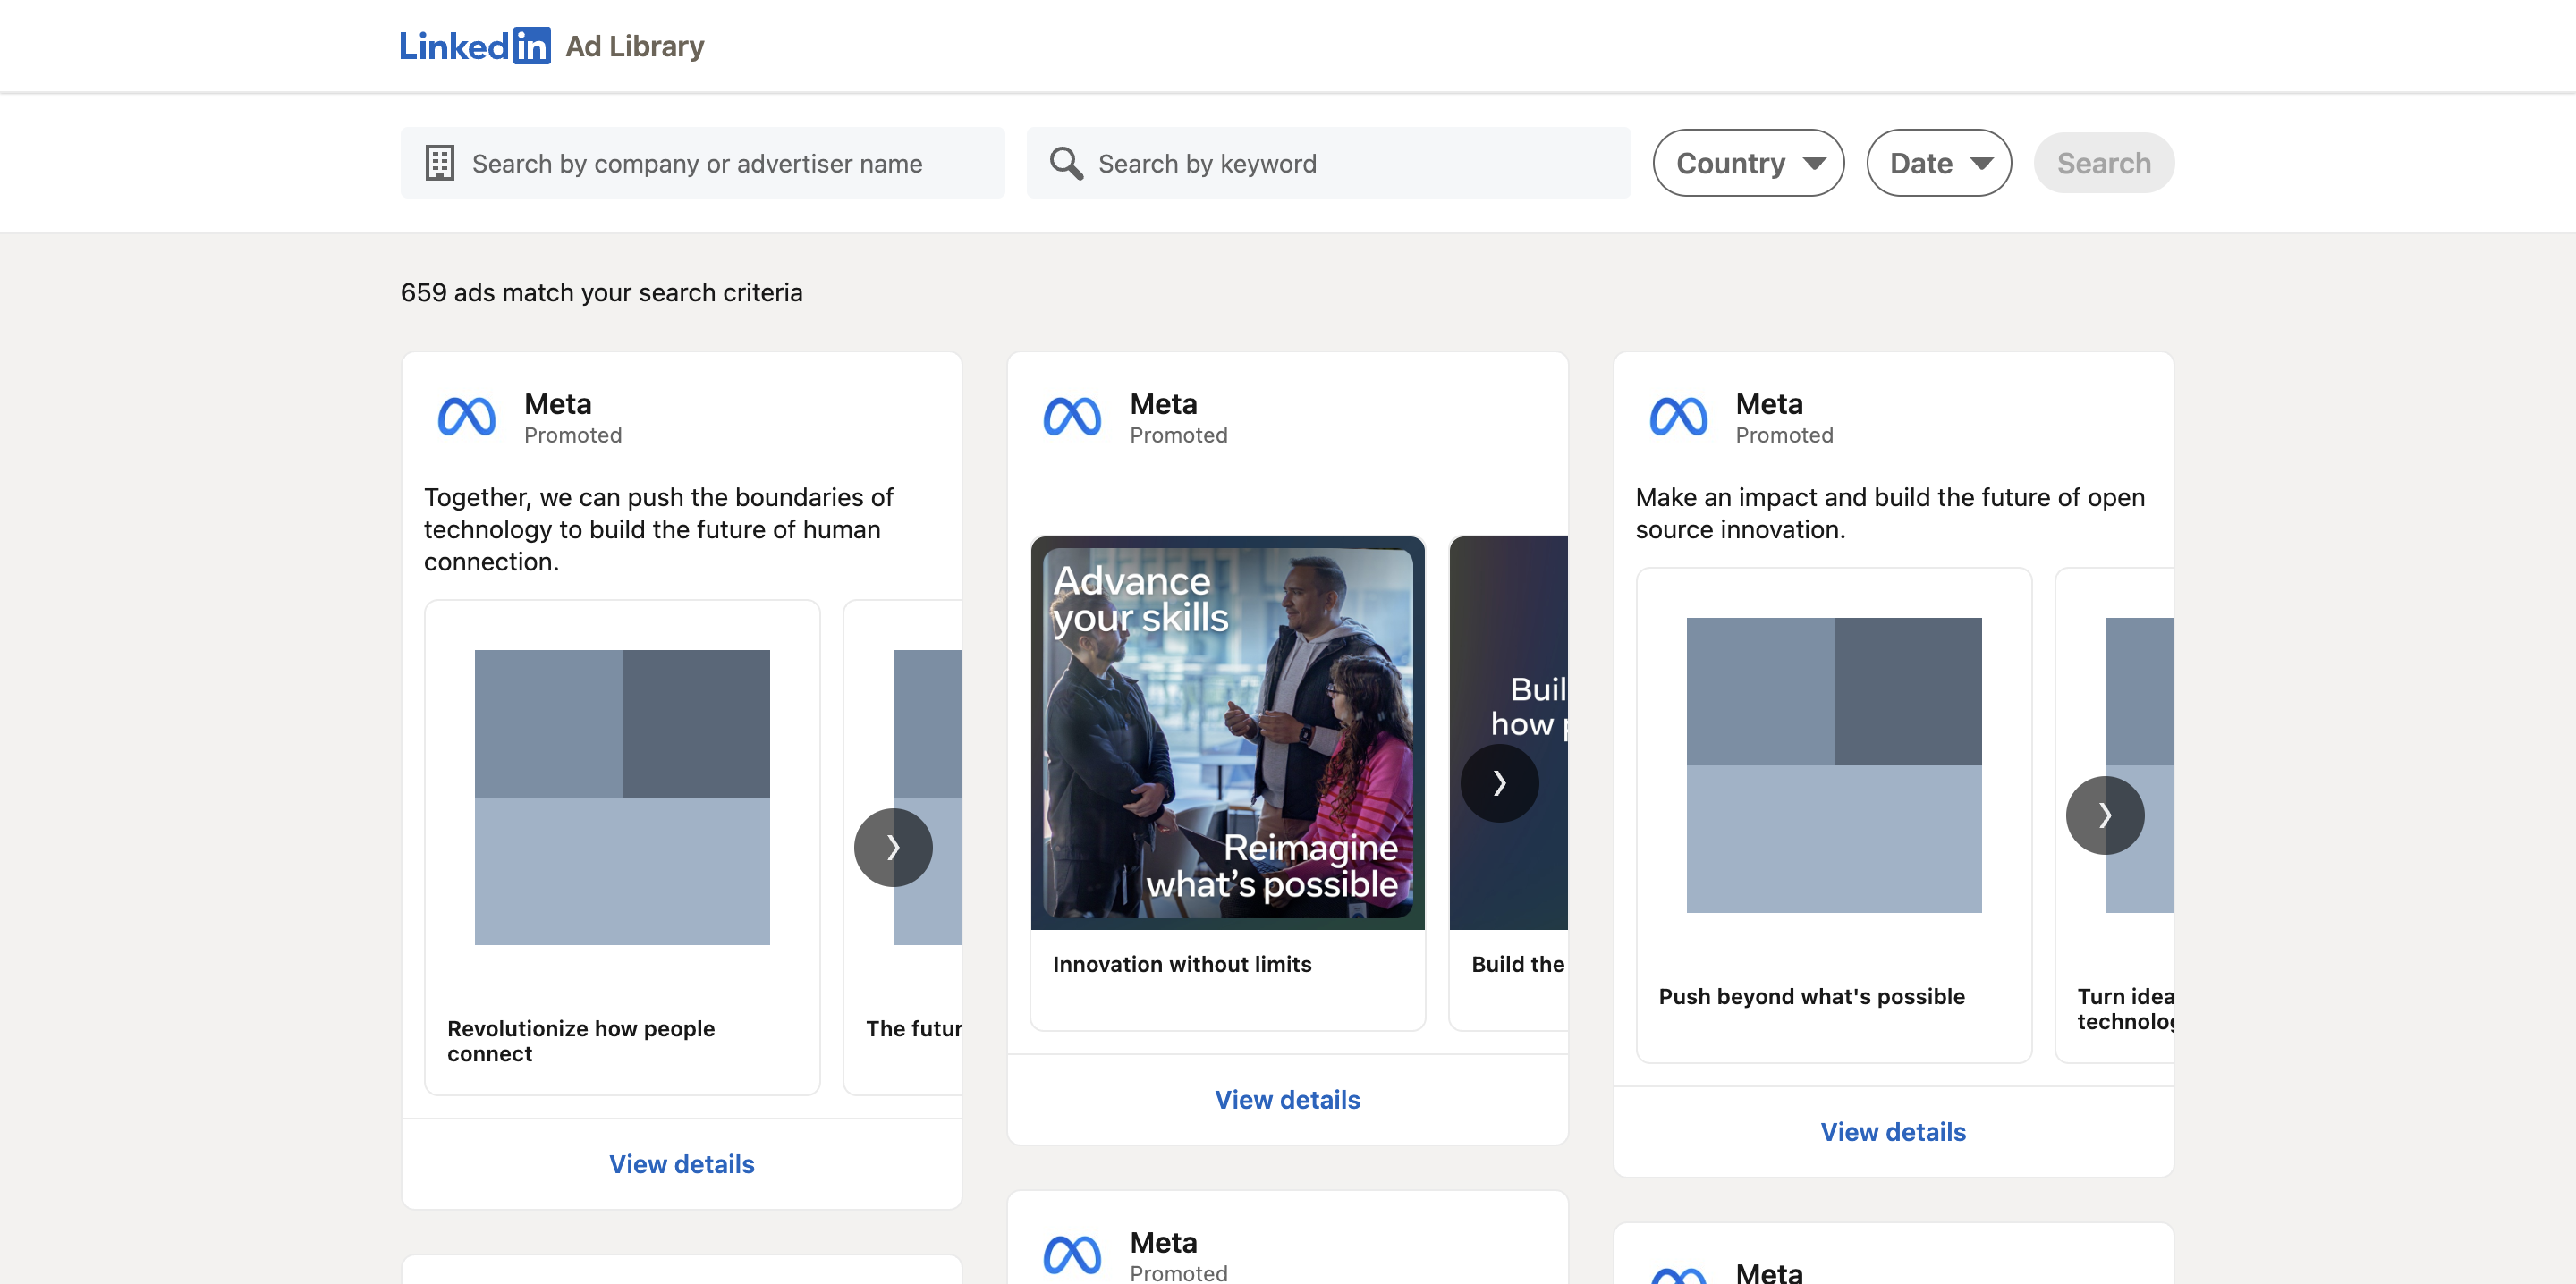 LinkedIn Ad Library
Search by company or advertiser name
Search by keyword
Country
Date
Search
659 ads match your search criteria
Meta
Promoted
Together, we can push the boundaries of
technology to build the future of human
connection.
Revolutionize how people
connect
The futur
View details
Meta
Promoted
Advance
your skills
Reimagine
what's possible
Innovation without limits
Buil
how p
Build the
View details
Meta
Promoted
Make an impact and build the future of open
source innovation.
Push beyond what's possible
Turn idea
technolog
View details
Meta
Promoted
Meta